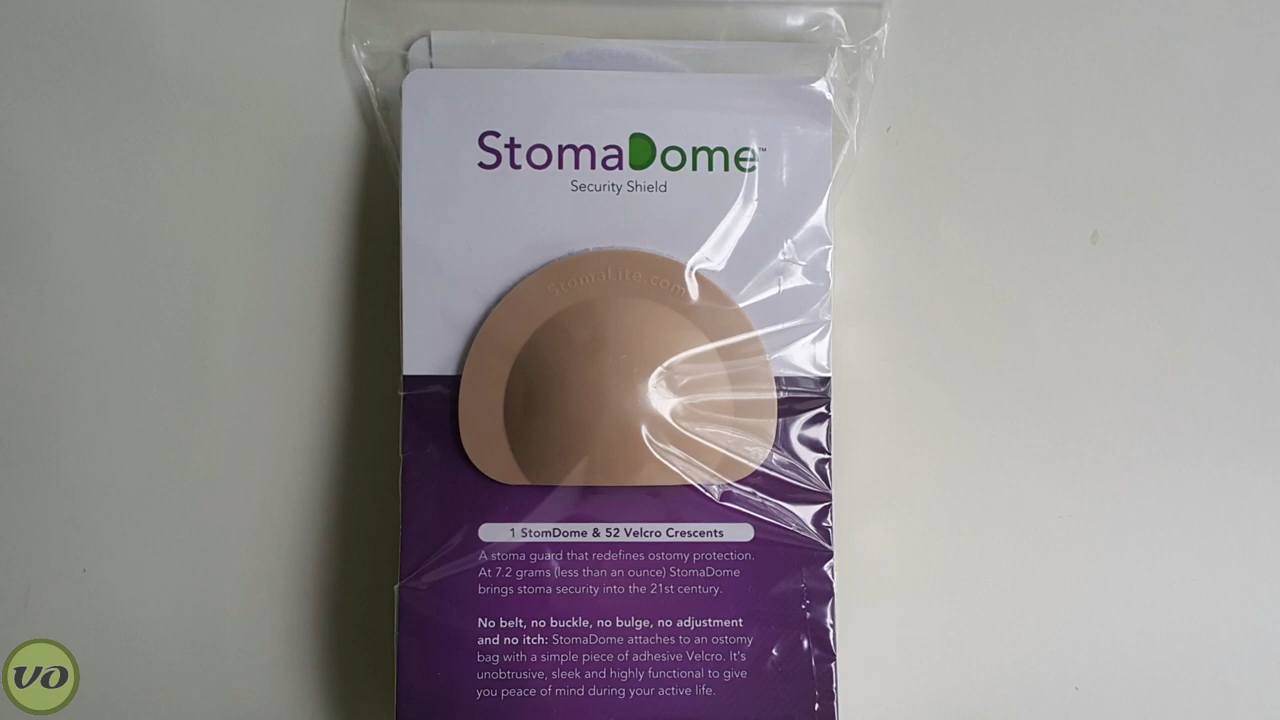 StomaDome™
Security Shield
StomaLite.com
1 StomDome & 52 Velcro Crescents
A stoma guard that redefines ostomy protection.
At 7.2 grams (less than an ounce) StomaDome
brings stoma security into the 21st century.
No belt, no buckle, no bulge, no adjustment
and no itch: StomaDome attaches to an ostomy
bag with a simple piece of adhesive Velcro. It's
unobtrusive, sleek and highly functional to give
you peace of mind during your active life.
vo